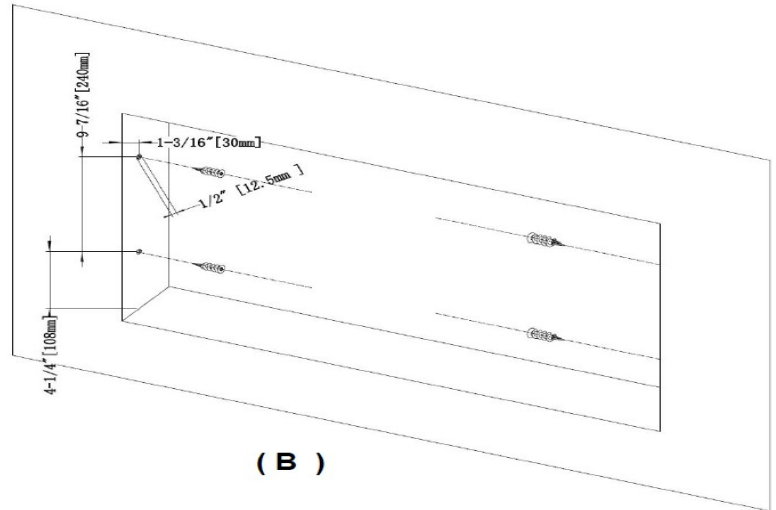 9-7/16"[240mm]
1-3/16"[30mm]
1/2" [12.5mm ]
4-1/4"[108mm]
( B )